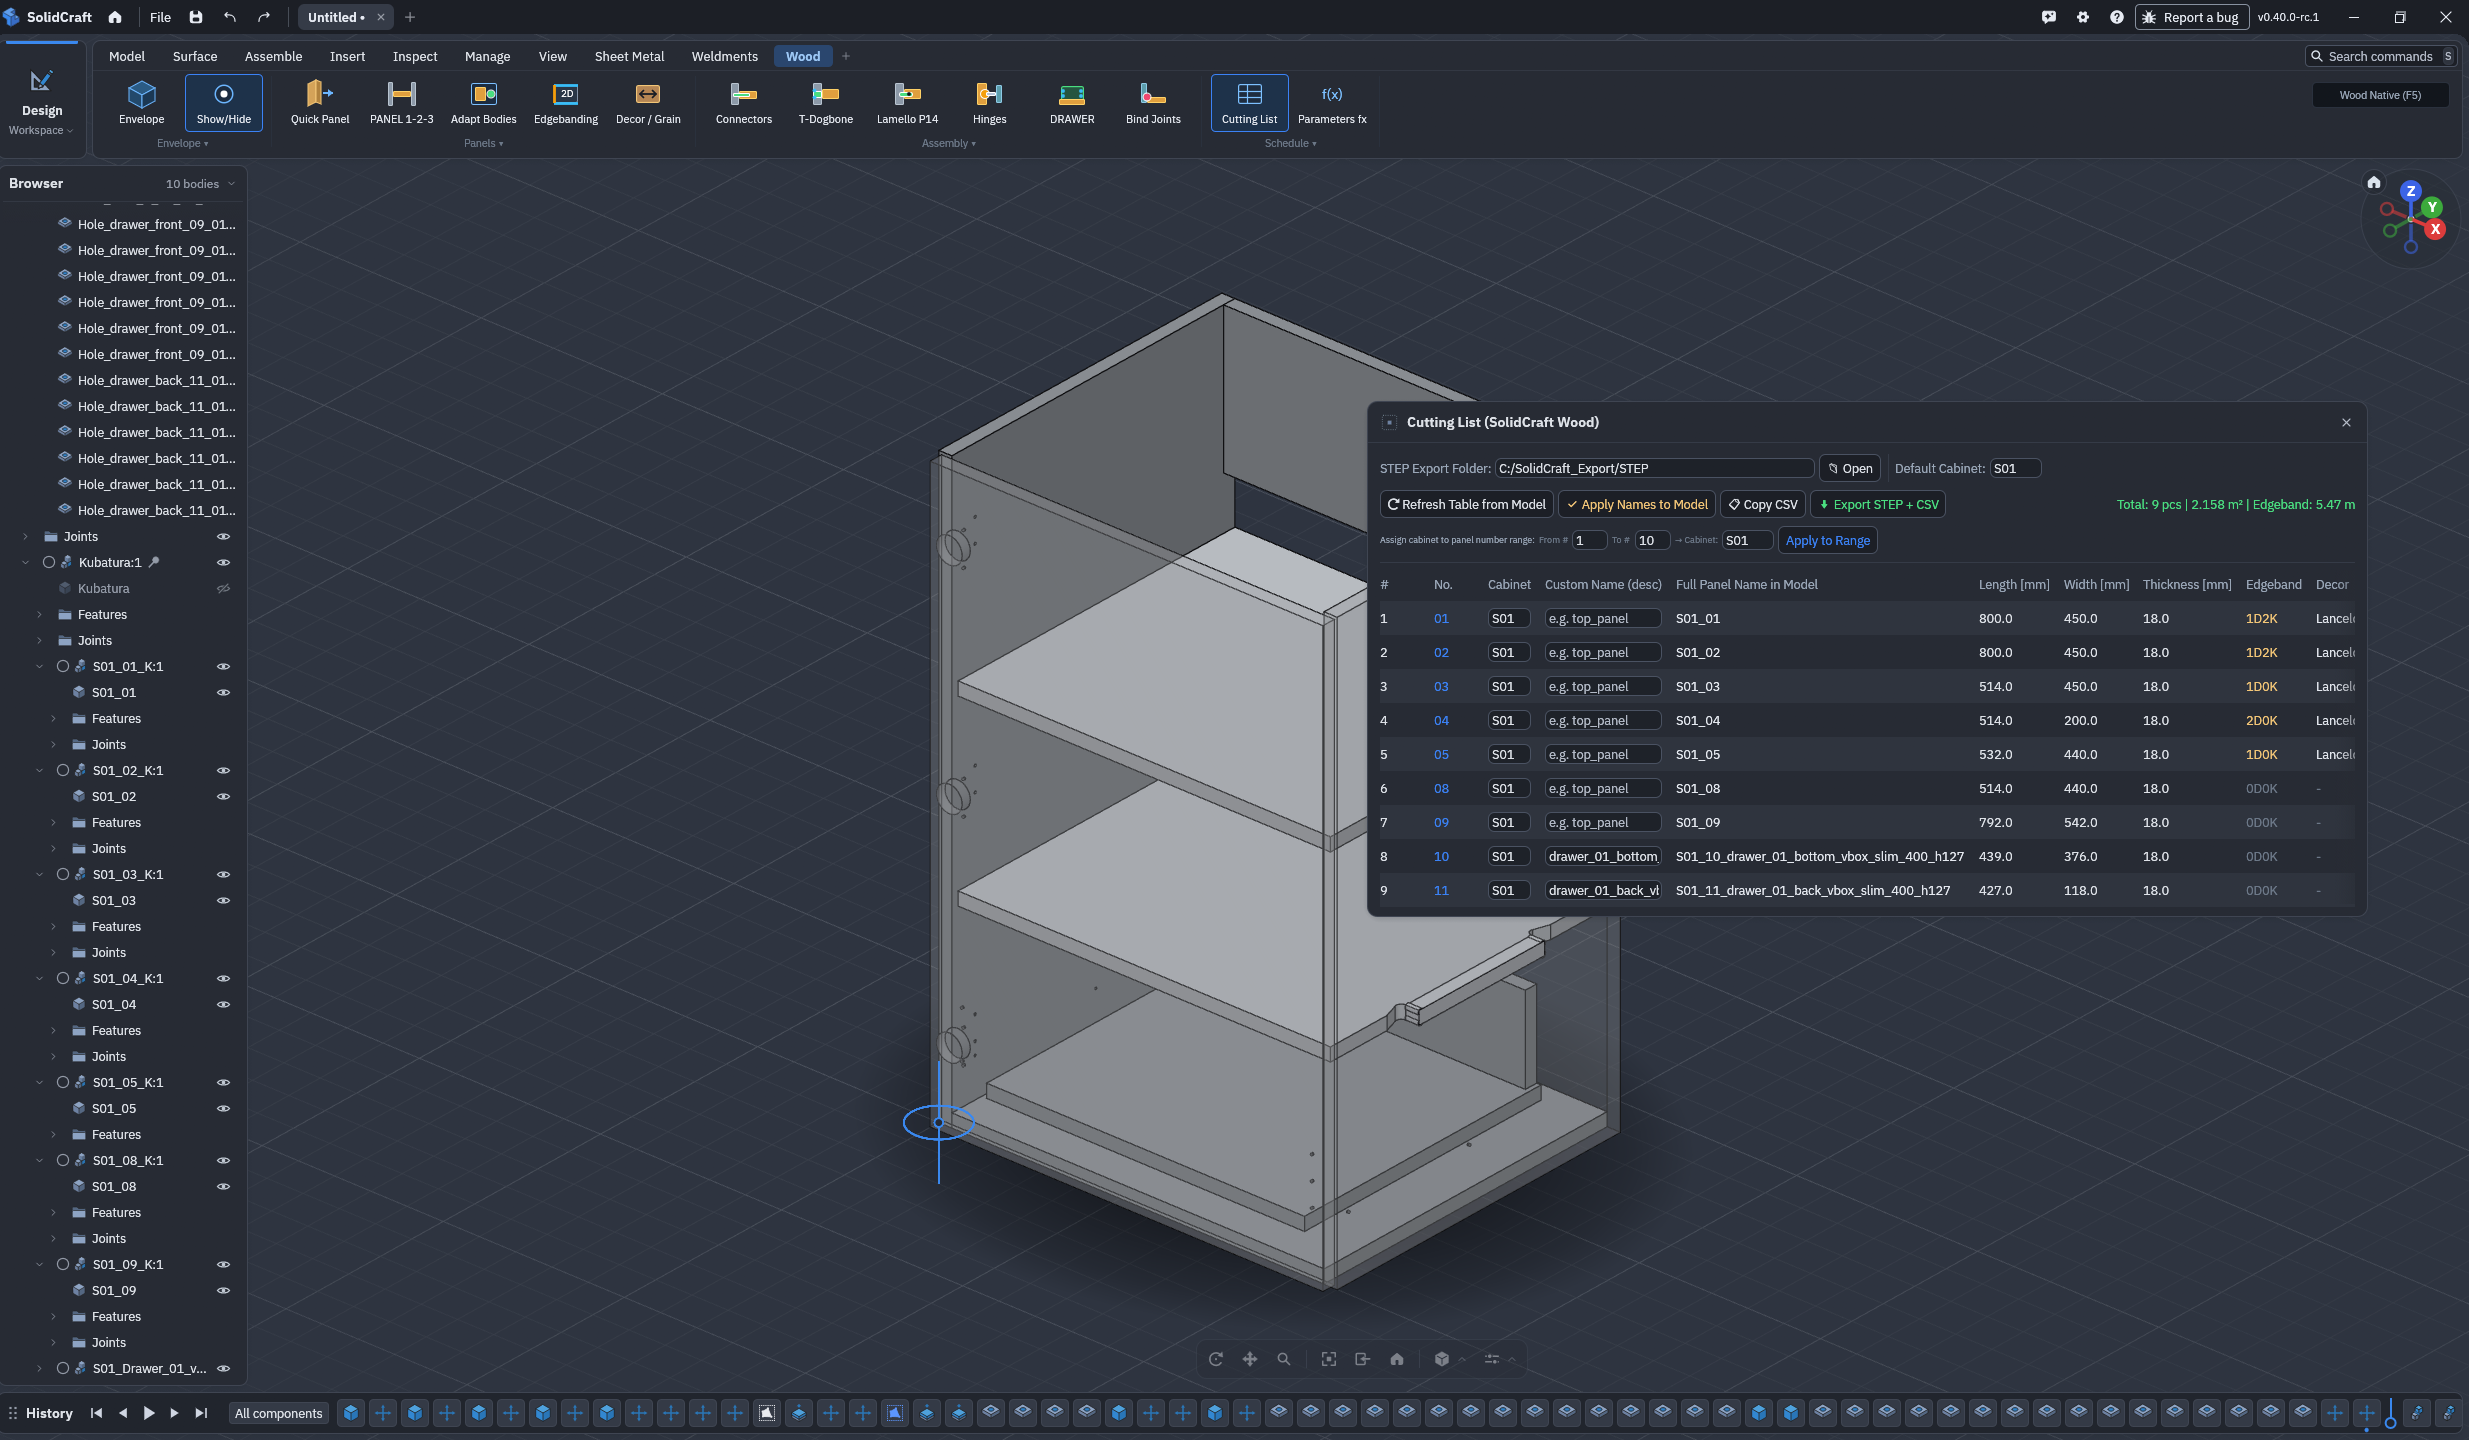 SolidCraft File Untitled • Report a bug v0.40.0-rc.1
Model Surface Assemble Insert Inspect Manage View Sheet Metal Weldments Wood Search commands S
Design
Workspace
Envelope Show/Hide Quick Panel PANEL 1-2-3 Adapt Bodies 2D Edgebanding Decor / Grain Connectors T-Dogbone Lamello P14 Hinges DRAWER Bind Joints Cutting List f(x) Parameters fx Wood Native (F5)
Envelope Panels Assembly Schedule
Browser 10 bodies
Hole_drawer_front_09_01...
Hole_drawer_front_09_01...
Hole_drawer_front_09_01...
Hole_drawer_front_09_01...
Hole_drawer_front_09_01...
Hole_drawer_front_09_01...
Hole_drawer_back_11_01...
Hole_drawer_back_11_01...
Hole_drawer_back_11_01...
Hole_drawer_back_11_01...
Hole_drawer_back_11_01...
Hole_drawer_back_11_01...
Joints
Kubatura:1
Kubatura
Features
Joints
S01_01_K:1
S01_01
Features
Joints
S01_02_K:1
S01_02
Features
Joints
S01_03_K:1
S01_03
Features
Joints
S01_04_K:1
S01_04
Features
Joints
S01_05_K:1
S01_05
Features
S01_08_K:1
S01_08
Features
Joints
S01_09_K:1
S01_09
Features
Joints
S01_Drawer_01_v...
Z
Y
X
Cutting List (SolidCraft Wood)
STEP Export Folder: C:/SolidCraft_Export/STEP Open Default Cabinet: S01
Refresh Table from Model Apply Names to Model Copy CSV Export STEP + CSV Total: 9 pcs | 2.158 m² | Edgeband: 5.47 m
Assign cabinet to panel number range: From # 1 To # 10 → Cabinet: S01 Apply to Range
# No. Cabinet Custom Name (desc) Full Panel Name in Model Length [mm] Width [mm] Thickness [mm] Edgeband Decor
1 01 S01 e.g. top_panel S01_01 800.0 450.0 18.0 1D2K Lancel
2 02 S01 e.g. top_panel S01_02 800.0 450.0 18.0 1D2K Lancel
3 03 S01 e.g. top_panel S01_03 514.0 450.0 18.0 1D0K Lancel
4 04 S01 e.g. top_panel S01_04 514.0 200.0 18.0 2D0K Lancel
5 05 S01 e.g. top_panel S01_05 532.0 440.0 18.0 1D0K Lancel
6 08 S01 e.g. top_panel S01_08 514.0 440.0 18.0 0D0K -
7 09 S01 e.g. top_panel S01_09 792.0 542.0 18.0 0D0K -
8 10 S01 drawer_01_bottom_ S01_10_drawer_01_bottom_vbox_slim_400_h127 439.0 376.0 18.0 0D0K -
9 11 S01 drawer_01_back_vb S01_11_drawer_01_back_vbox_slim_400_h127 427.0 118.0 18.0 0D0K -
History All components